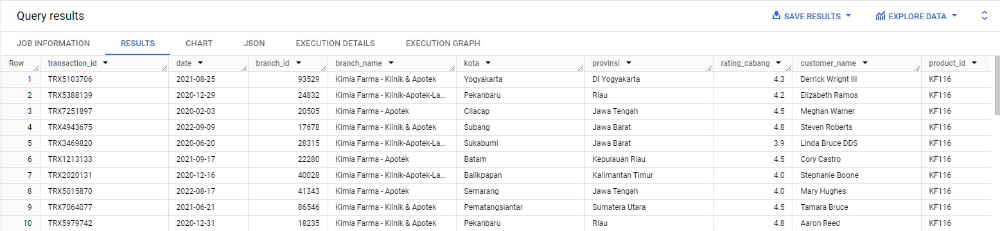 Query results SAVE RESULTS EXPLORE DATA
JOB INFORMATION RESULTS CHART JSON EXECUTION DETAILS EXECUTION GRAPH
Row transaction_id date branch_id branch_name kota provinsi rating_cabang customer_name product_id
1 TRX5103706 2021-08-25 93529 Kimia Farma - Klinik & Apotek Yogyakarta DI Yogyakarta 4.3 Derrick Wright III KF116
2 TRX5388139 2020-12-29 24832 Kimia Farma - Klinik-Apotek-La... Pekanbaru Riau 4.2 Elizabeth Ramos KF116
3 TRX7251897 2020-02-03 20505 Kimia Farma - Apotek Cilacap Jawa Tengah 4.5 Meghan Warner KF116
4 TRX4943675 2022-09-09 17678 Kimia Farma - Klinik & Apotek Subang Jawa Barat 4.8 Steven Roberts KF116
5 TRX3469820 2020-06-20 28315 Kimia Farma - Klinik-Apotek-La... Sukabumi Jawa Barat 3.9 Linda Bruce DDS KF116
6 TRX1213133 2021-09-17 22280 Kimia Farma - Apotek Batam Kepulauan Riau 4.5 Cory Castro KF116
7 TRX2020131 2020-12-16 40028 Kimia Farma - Klinik-Apotek-La... Balikpapan Kalimantan Timur 4.0 Stephanie Boone KF116
8 TRX5015870 2022-08-17 41343 Kimia Farma - Apotek Semarang Jawa Tengah 4.0 Mary Hughes KF116
9 TRX7064077 2021-06-21 86546 Kimia Farma - Klinik & Apotek Pematangsiantar Sumatera Utara 4.5 Tamara Bruce KF116
10 TRX5979742 2020-12-31 18235 Kimia Farma - Klinik & Apotek Pekanbaru Riau 4.8 Aaron Reed KF116